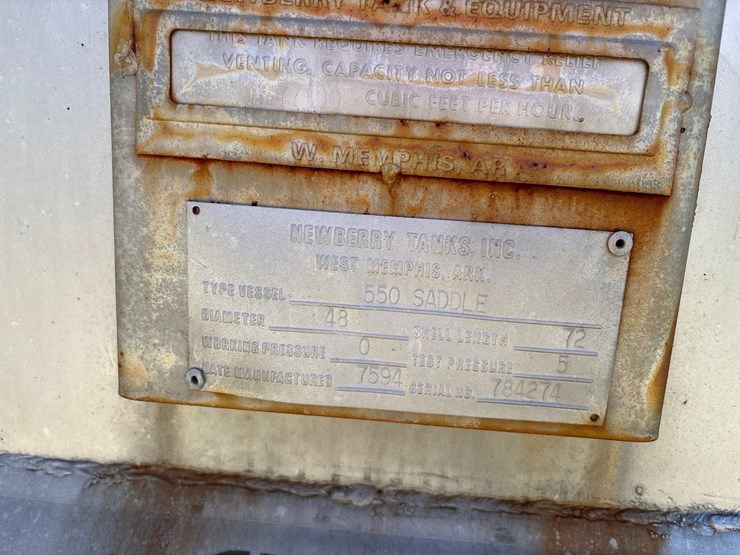 NEWBERRY TANK & EQUIPMENT
THIS TANK REQUIRES EMERGENCY RELIEF
VENTING. CAPACITY NOT LESS THAN
CUBIC FEET PER HOUR.
W. MEMPHIS, AR
NEWBERRY TANKS, INC.
WEST MEMPHIS, ARK.
TYPE VESSEL 550 SADDLE
DIAMETER 48 SHELL LENGTH 72
WORKING PRESSURE 0 TEST PRESSURE 5
DATE MANUFACTURED 7594 SERIAL NO. 784274